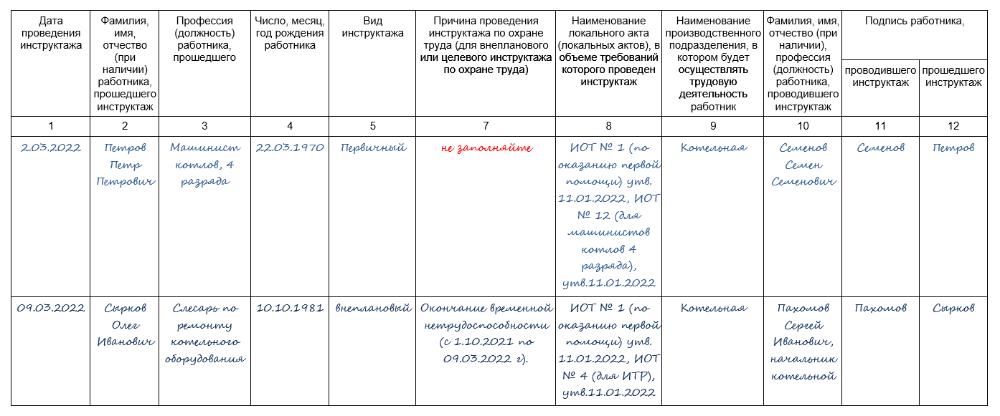 Дата
проведения
инструктажа
Фамилия,
имя,
отчество
(при
наличии)
работника,
прошедшего
инструктаж
Профессия
(должность)
работника,
прошедшего
Число, месяц,
год рождения
работника
Вид
инструктажа
Причина проведения
инструктажа по охране
труда (для внепланового
или целевого инструктажа
по охране труда)
Наименование
локального акта
(локальных актов), в
объеме требований
которого проведен
инструктаж
Наименование
производственного
подразделения, в
котором будет
осуществлять
трудовую
деятельность
работник
Фамилия, имя,
отчество (при
наличии),
профессия
(должность)
работника,
проводившего
инструктаж
Подпись работника,
проводившего
инструктаж
прошедшего
инструктаж
1
2
3
4
5
7
8
9
10
11
12
2.03.2022
Петров
Петр
Петрович
Машинист
котлов, 4
разряда
22.03.1970
Первичный
не заполняйте
ИОТ № 1 (по
оказанию первой
помощи) утв.
11.01.2022, ИОТ
№ 12 (для
машинистов
котлов 4
разряда),
утв.11.01.2022
Котельная
Семенов
Семен
Семенович
Семенов
Петров
09.03.2022
Сырков
Олег
Иванович
Слесарь по
ремонту
котельного
оборудования
10.10.1981
внеплановый
Окончание временной
нетрудоспособности
(с 1.10.2021 по
09.03.2022 г).
ИОТ № 1 (по
оказанию первой
помощи) утв.
11.01.2022, ИОТ
№ 4 (для ИТР),
утв.11.01.2022
Котельная
Пахомов
Сергей
Иванович,
начальник
котельной
Пахомов
Сырков